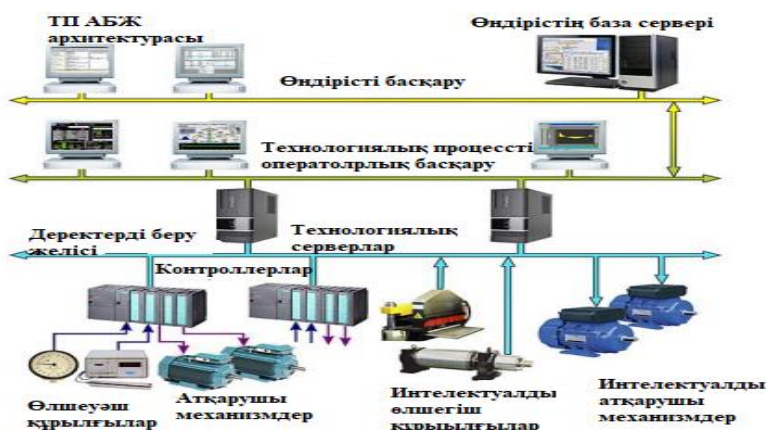 ТП АБЖ
архитектурасы
Өндірістің база сервері
Өндірісті басқару
Технологиялық процессті
оператолрлық басқару
Деректерді беру
желісі
Технологиялық
серверлар
Контроллерлар
Өлшеуәш
құрылғылар
Атқарушы
механизмдер
Интелектуалды
өлшегіш
құрыылғылар
Интелектуалды
атқарушы
механизмдер